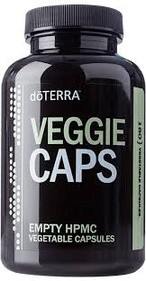 dōTERRA
VEGGIE
CAPS
EMPTY HPMC
VEGETABLE CAPSULES